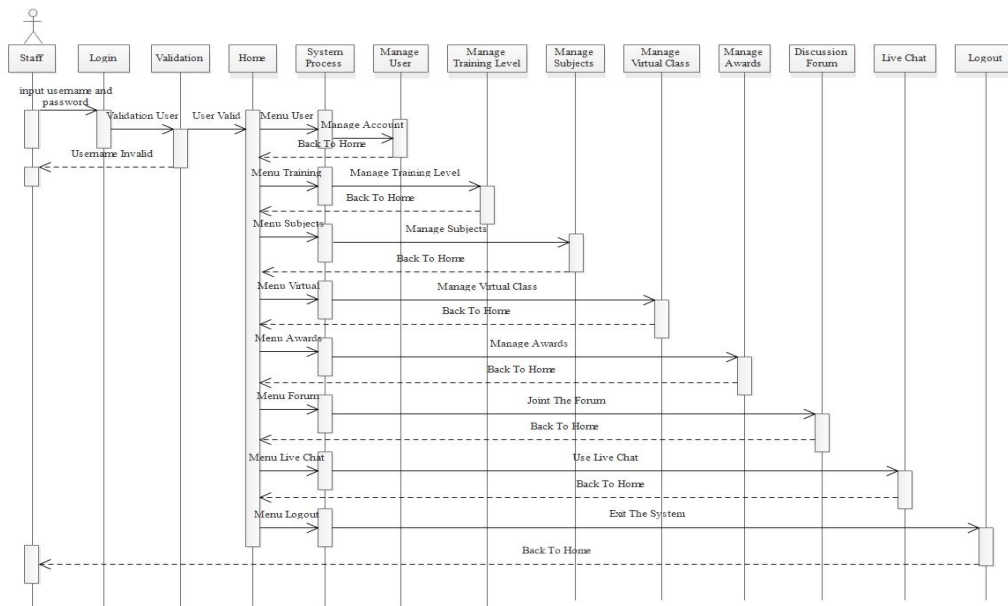 Staff
Login
Validation
Home
System
Process
Manage
User
Manage
Training Level
Manage
Subjects
Manage
Virtual Class
Manage
Awards
Discussion
Forum
Live Chat
Logout
input username and
password
Validation User
User Valid
Menu User
Manage Account
Back To Home
Username Invalid
Menu Training
Manage Training Level
Back To Home
Menu Subjects
Manage Subjects
Back To Home
Menu Virtual
Manage Virtual Class
Back To Home
Menu Awards
Manage Awards
Back To Home
Menu Forum
Joint The Forum
Back To Home
Menu Live Chat
Use Live Chat
Back To Home
Menu Logout
Exit The System
Back To Home